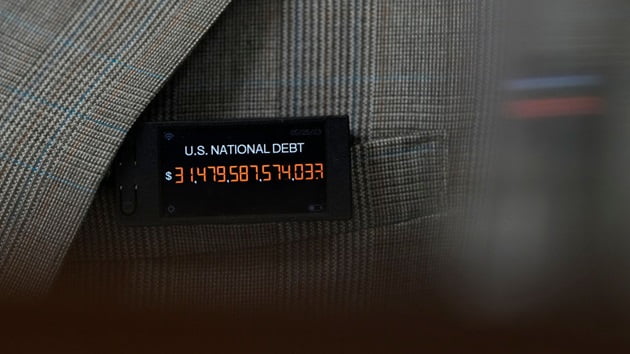 U.S. NATIONAL DEBT
$31,479,587,574,037